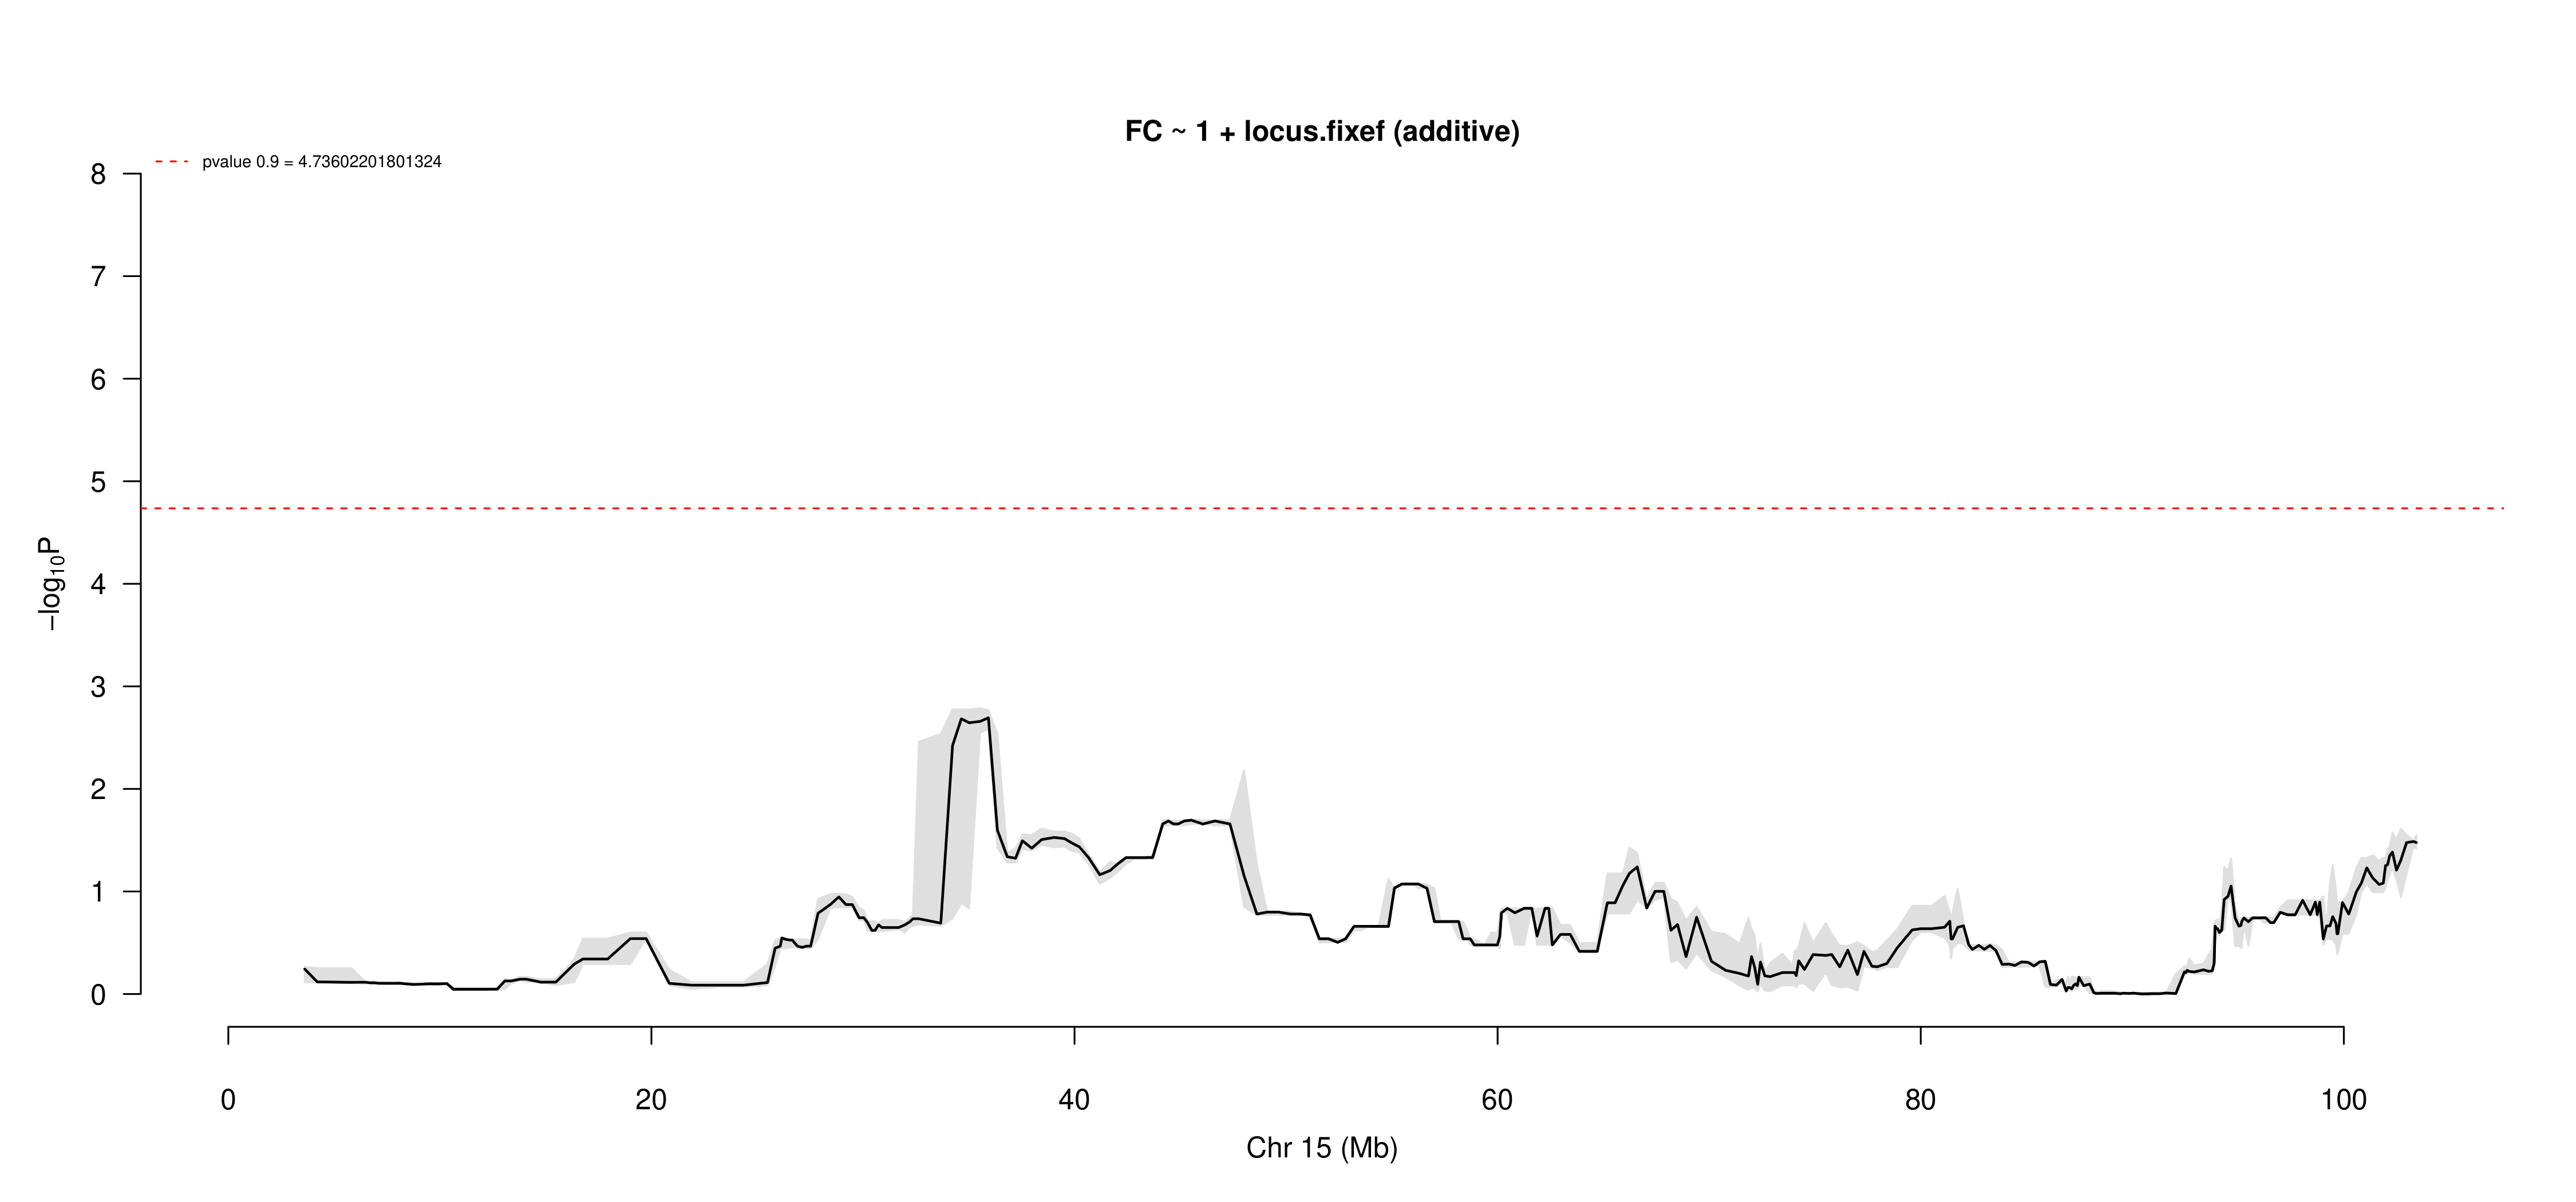 FC ~ 1 + locus.fixef (additive)
pvalue 0.9 = 4.73602201801324
8
7
6
5
4
3
2
1
0
−log10P
0 20 40 60 80 100
Chr 15 (Mb)